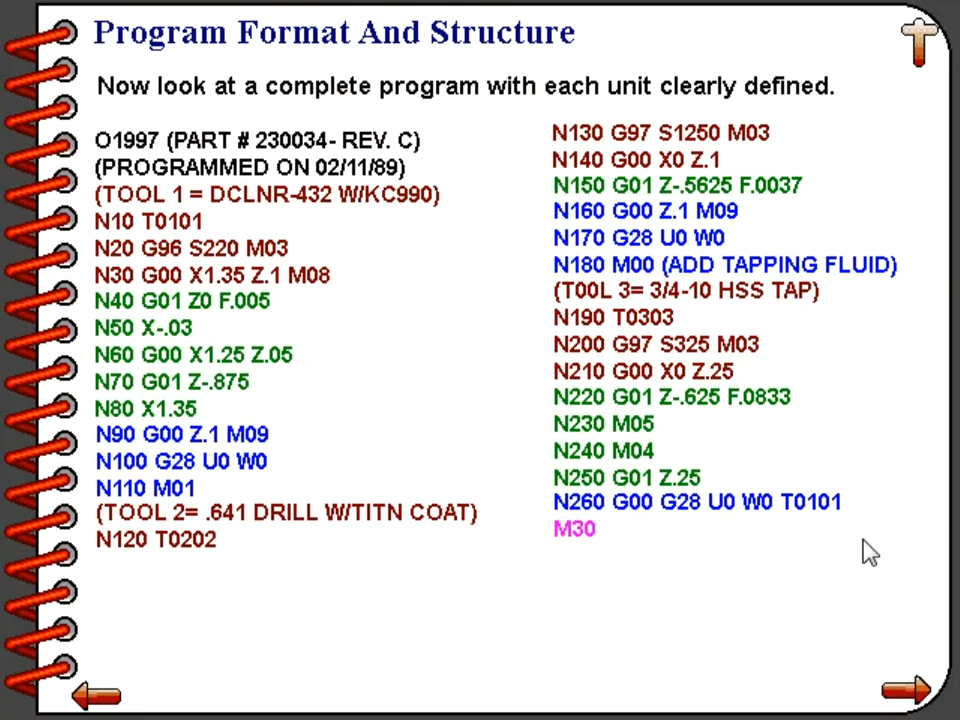 Program Format And Structure
Now look at a complete program with each unit clearly defined.
O1997 (PART # 230034- REV. C)
(PROGRAMMED ON 02/11/89)
(TOOL 1 = DCLNR-432 W/KC990)
N10 T0101
N20 G96 S220 M03
N30 G00 X1.35 Z.1 M08
N40 G01 Z0 F.005
N50 X-.03
N60 G00 X1.25 Z.05
N70 G01 Z-.875
N80 X1.35
N90 G00 Z.1 M09
N100 G28 U0 W0
N110 M01
(TOOL 2= .641 DRILL W/TITN COAT)
N120 T0202
N130 G97 S1250 M03
N140 G00 X0 Z.1
N150 G01 Z-.5625 F.0037
N160 G00 Z.1 M09
N170 G28 U0 W0
N180 M00 (ADD TAPPING FLUID)
(T00L 3= 3/4-10 HSS TAP)
N190 T0303
N200 G97 S325 M03
N210 G00 X0 Z.25
N220 G01 Z-.625 F.0833
N230 M05
N240 M04
N250 G01 Z.25
N260 G00 G28 U0 W0 T0101
M30